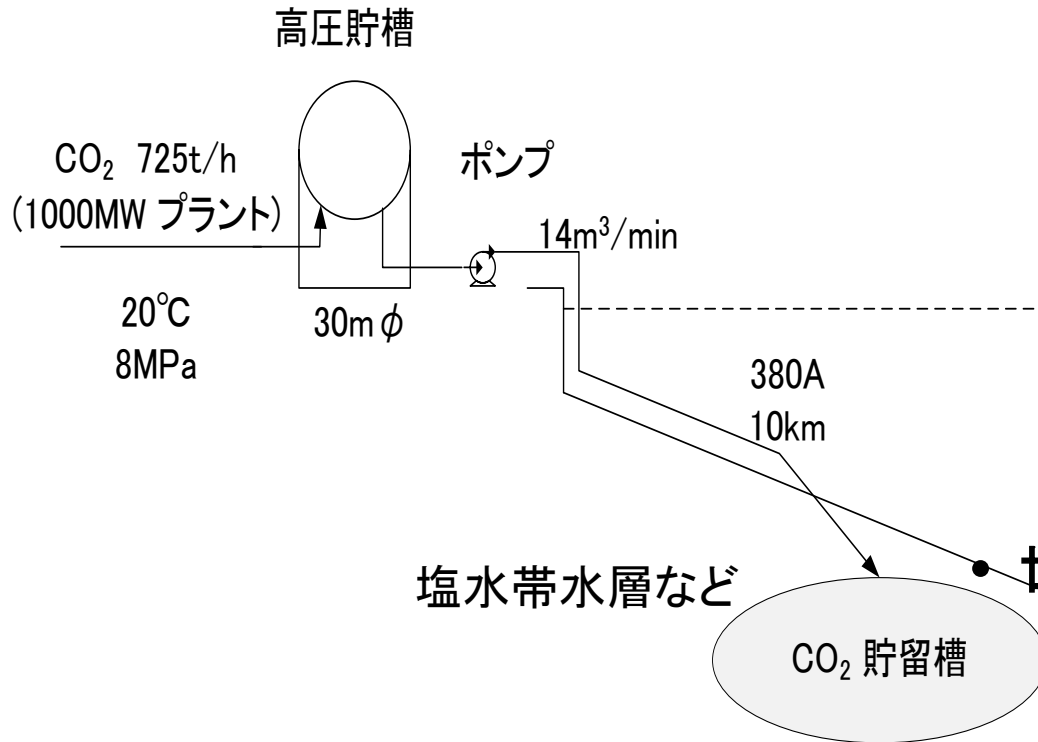 高圧貯槽
CO₂ 725t/h
(1000MW プラント)
ポンプ
14m³/min
20℃
8MPa
30mφ
380A
10km
塩水帯水層など
CO₂ 貯留槽